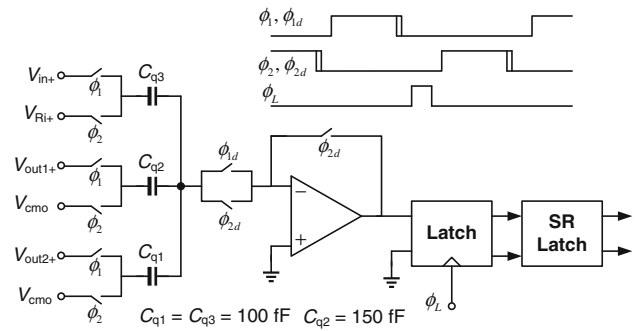 ϕ1, ϕ1d
ϕ2, ϕ2d
ϕL
Vin+
ϕ1
Cq3
VRi+
ϕ2
Vout1+
ϕ1
Cq2
Vcmo
ϕ2
Vout2+
ϕ1
Cq1
Vcmo
ϕ2
ϕ1d
ϕ2d
ϕ2d
−
+
Latch
SR
Latch
ϕL
Cq1 = Cq3 = 100 fF Cq2 = 150 fF